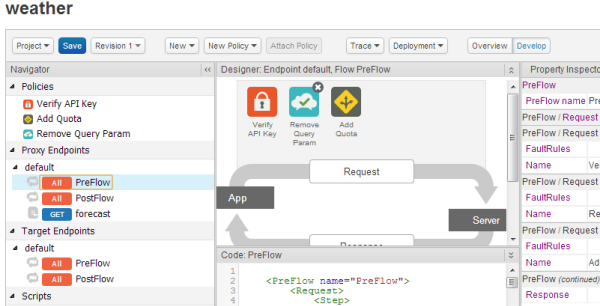 weather
Project Save Revision 1 New New Policy Attach Policy Trace Deployment Overview Develop
Navigator
Policies
Verify API Key
Add Quota
Remove Query Param
Proxy Endpoints
default
All PreFlow
All PostFlow
GET forecast
Target Endpoints
default
All PreFlow
All PostFlow
Scripts
Designer: Endpoint default, Flow PreFlow
Verify
API Key
Remove
Query
Param
Add
Quota
Request
App
Server
Response
Code: PreFlow
1
2 <PreFlow name="PreFlow">
3 <Request>
4 <Step>
Property Inspecto
PreFlow
PreFlow name Pre
PreFlow / Request
FaultRules
Name Ve
PreFlow / Request
FaultRules
Name Re
PreFlow / Request
FaultRules
Name Ad
PreFlow (continued)
Response